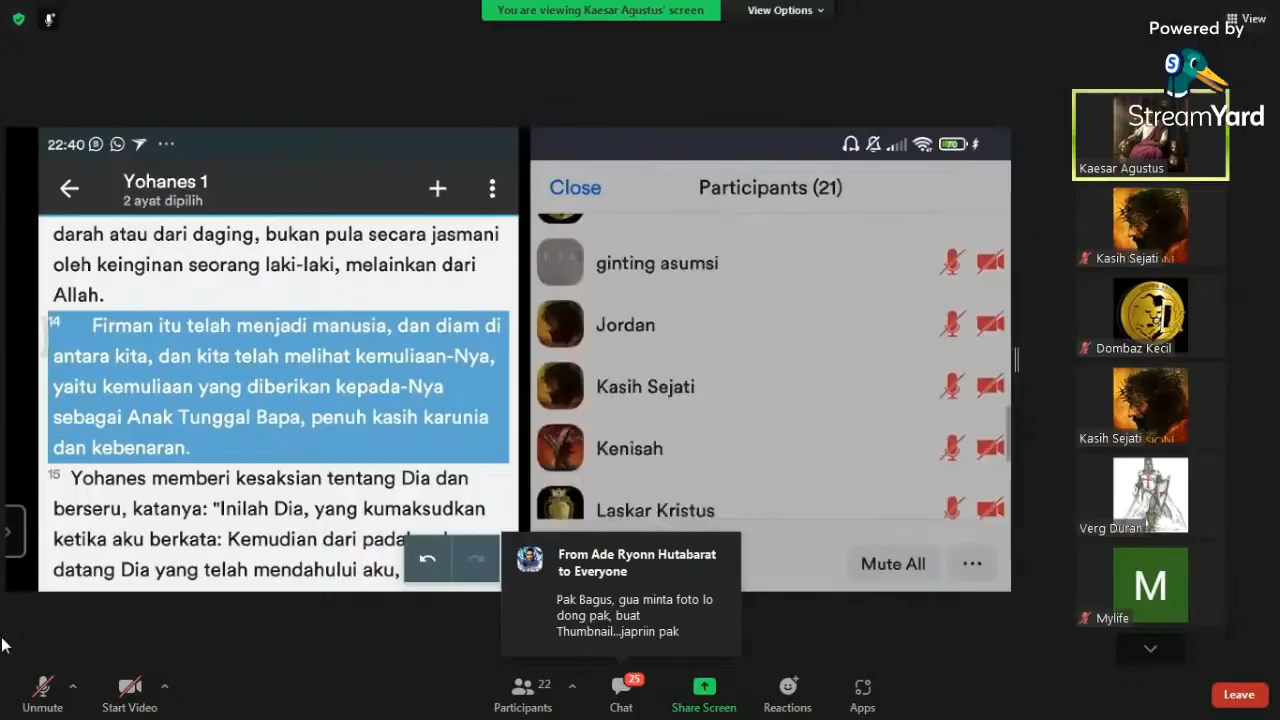 You are viewing Kaesar Agustus' screen
View Options
View
Powered by
StreamYard
22:40
Yohanes 1
2 ayat dipilih
darah atau dari daging, bukan pula secara jasmani
oleh keinginan seorang laki-laki, melainkan dari
Allah.
14 Firman itu telah menjadi manusia, dan diam di
antara kita, dan kita telah melihat kemuliaan-Nya,
yaitu kemuliaan yang diberikan kepada-Nya
sebagai Anak Tunggal Bapa, penuh kasih karunia
dan kebenaran.
15 Yohanes memberi kesaksian tentang Dia dan
berseru, katanya: "Inilah Dia, yang kumaksudkan
ketika aku berkata: Kemudian dari
datang Dia yang telah mendahului aku,
70
Close
Participants (21)
ginting asumsi
Jordan
Kasih Sejati
Kenisah
Laskar Kristus
Mute All
From Ade Ryonn Hutabarat
to Everyone
Pak Bagus, gua minta foto lo
dong pak, buat
Thumbnail...japriin pak
Kaesar Agustus
Kasih Sejati
Dombaz Kecil
Kasih Sejati
Verg Duran
M
Mylife
Unmute
Start Video
22
Participants
25
Chat
Share Screen
Reactions
Apps
Leave